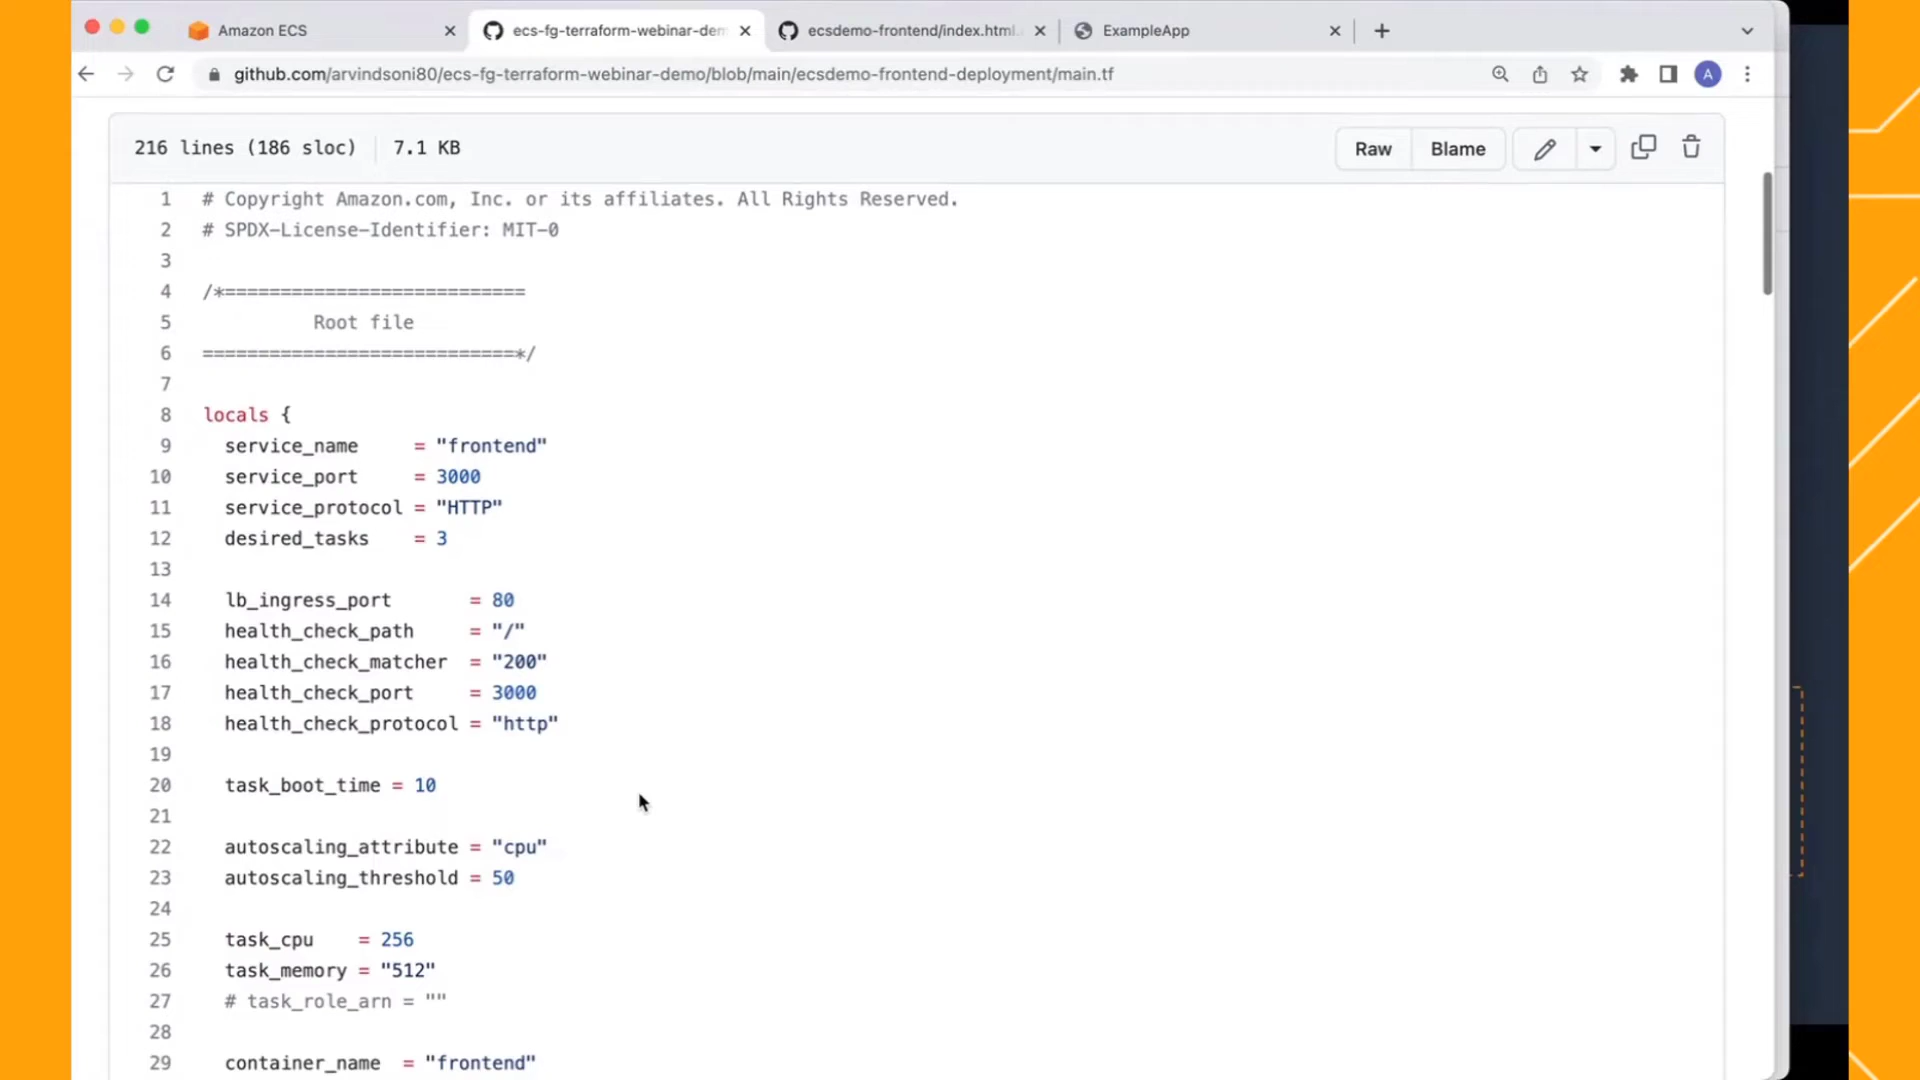 Amazon ECS
ecs-fg-terraform-webinar-dem
ecsdemo-frontend/index.html.
ExampleApp
github.com/arvindsoni80/ecs-fg-terraform-webinar-demo/blob/main/ecsdemo-frontend-deployment/main.tf
A
216 lines (186 sloc) 7.1 KB
Raw Blame
1 # Copyright Amazon.com, Inc. or its affiliates. All Rights Reserved.
2 # SPDX-License-Identifier: MIT-0
3
4 /*===========================
5 Root file
6 ============================*/
7
8 locals {
9 service_name = "frontend"
10 service_port = 3000
11 service_protocol = "HTTP"
12 desired_tasks = 3
13
14 lb_ingress_port = 80
15 health_check_path = "/"
16 health_check_matcher = "200"
17 health_check_port = 3000
18 health_check_protocol = "http"
19
20 task_boot_time = 10
21
22 autoscaling_attribute = "cpu"
23 autoscaling_threshold = 50
24
25 task_cpu = 256
26 task_memory = "512"
27 # task_role_arn = ""
28
29 container_name = "frontend"